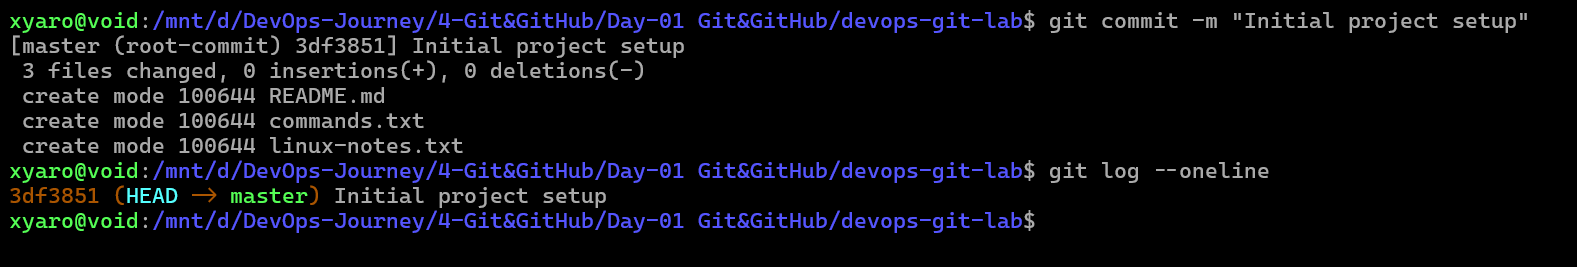 xyaro@void:/mnt/d/DevOps-Journey/4-Git&GitHub/Day-01 Git&GitHub/devops-git-lab$ git commit -m "Initial project setup"
[master (root-commit) 3df3851] Initial project setup
 3 files changed, 0 insertions(+), 0 deletions(-)
 create mode 100644 README.md
 create mode 100644 commands.txt
 create mode 100644 linux-notes.txt
xyaro@void:/mnt/d/DevOps-Journey/4-Git&GitHub/Day-01 Git&GitHub/devops-git-lab$ git log --oneline
3df3851 (HEAD -> master) Initial project setup
xyaro@void:/mnt/d/DevOps-Journey/4-Git&GitHub/Day-01 Git&GitHub/devops-git-lab$